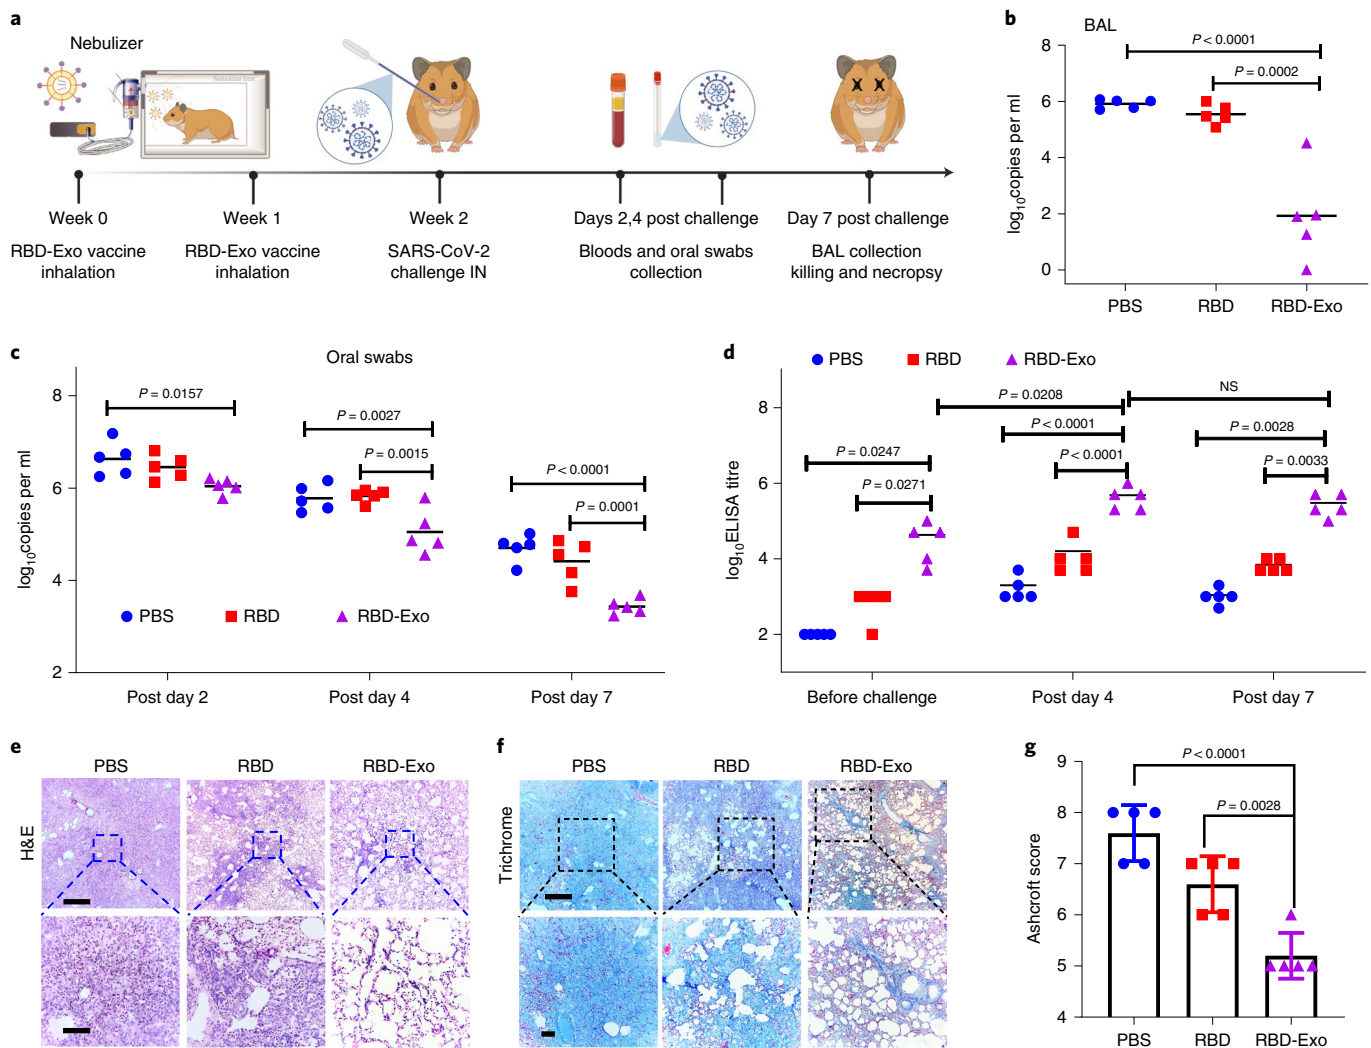 a
Nebulizer
Nebulizer box
Week 0
RBD-Exo vaccine
inhalation
Week 1
RBD-Exo vaccine
inhalation
Week 2
SARS-CoV-2
challenge IN
Days 2,4 post challenge
Bloods and oral swabs
collection
Day 7 post challenge
BAL collection
killing and necropsy
b
BAL
P < 0.0001
P = 0.0002
log10copies per ml
8
6
4
2
0
PBS
RBD
RBD-Exo
c
Oral swabs
P = 0.0157
P = 0.0027
P = 0.0015
P < 0.0001
P = 0.0001
log10copies per ml
8
6
4
2
PBS
RBD
RBD-Exo
Post day 2
Post day 4
Post day 7
d
PBS
RBD
RBD-Exo
NS
P = 0.0208
P < 0.0001
P = 0.0028
P = 0.0247
P < 0.0001
P = 0.0033
P = 0.0271
log10ELISA titre
8
6
4
2
Before challenge
Post day 4
Post day 7
e
PBS
RBD
RBD-Exo
H&E
f
PBS
RBD
RBD-Exo
Trichrome
g
P < 0.0001
P = 0.0028
Ashcroft score
9
8
7
6
5
4
PBS
RBD
RBD-Exo